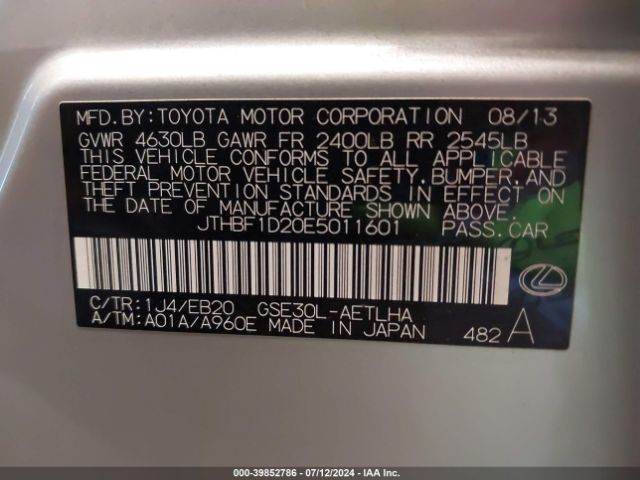 MFD.BY:TOYOTA MOTOR CORPORATION 08/13
GVWR 4630LB GAWR FR 2400LB RR 2545LB
THIS VEHICLE CONFORMS TO ALL APPLICABLE
FEDERAL MOTOR VEHICLE SAFETY,BUMPER,AND
THEFT PREVENTION STANDARDS IN EFFECT ON
THE DATE OF MANUFACTURE SHOWN ABOVE.
JTHBF1D20E5011601 PASS.CAR
C/TR:1J4/EB20 GSE30L-AETLHA
A/TM:A01A/A960E MADE IN JAPAN 482 A
000-39852786 - 07/12/2024 - IAAI.COM